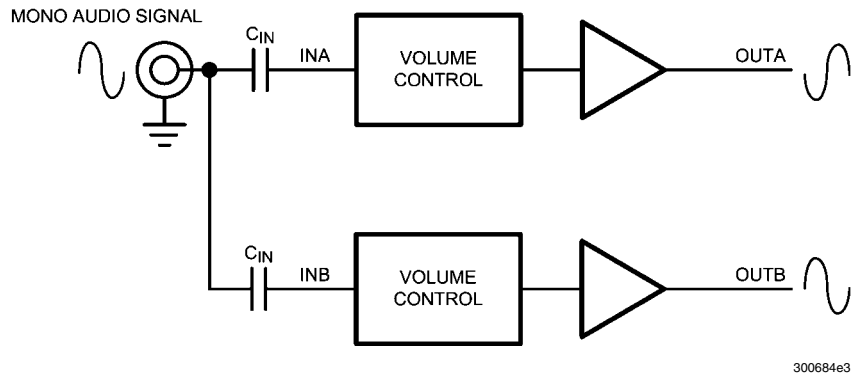 MONO AUDIO SIGNAL
CIN
INA
VOLUME
CONTROL
OUTA
CIN
INB
VOLUME
CONTROL
OUTB
300684e3